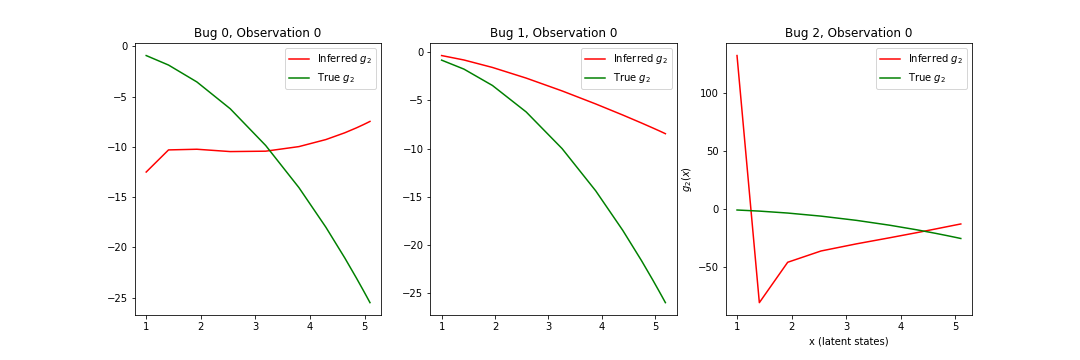 Bug 0, Observation 0
0
−5
−10
−15
−20
−25
1 2 3 4 5
Inferred g₂
True g₂
Bug 1, Observation 0
0
−5
−10
−15
−20
−25
1 2 3 4 5
Inferred g₂
True g₂
Bug 2, Observation 0
g₂(x)
100
50
0
−50
1 2 3 4 5
x (latent states)
Inferred g₂
True g₂